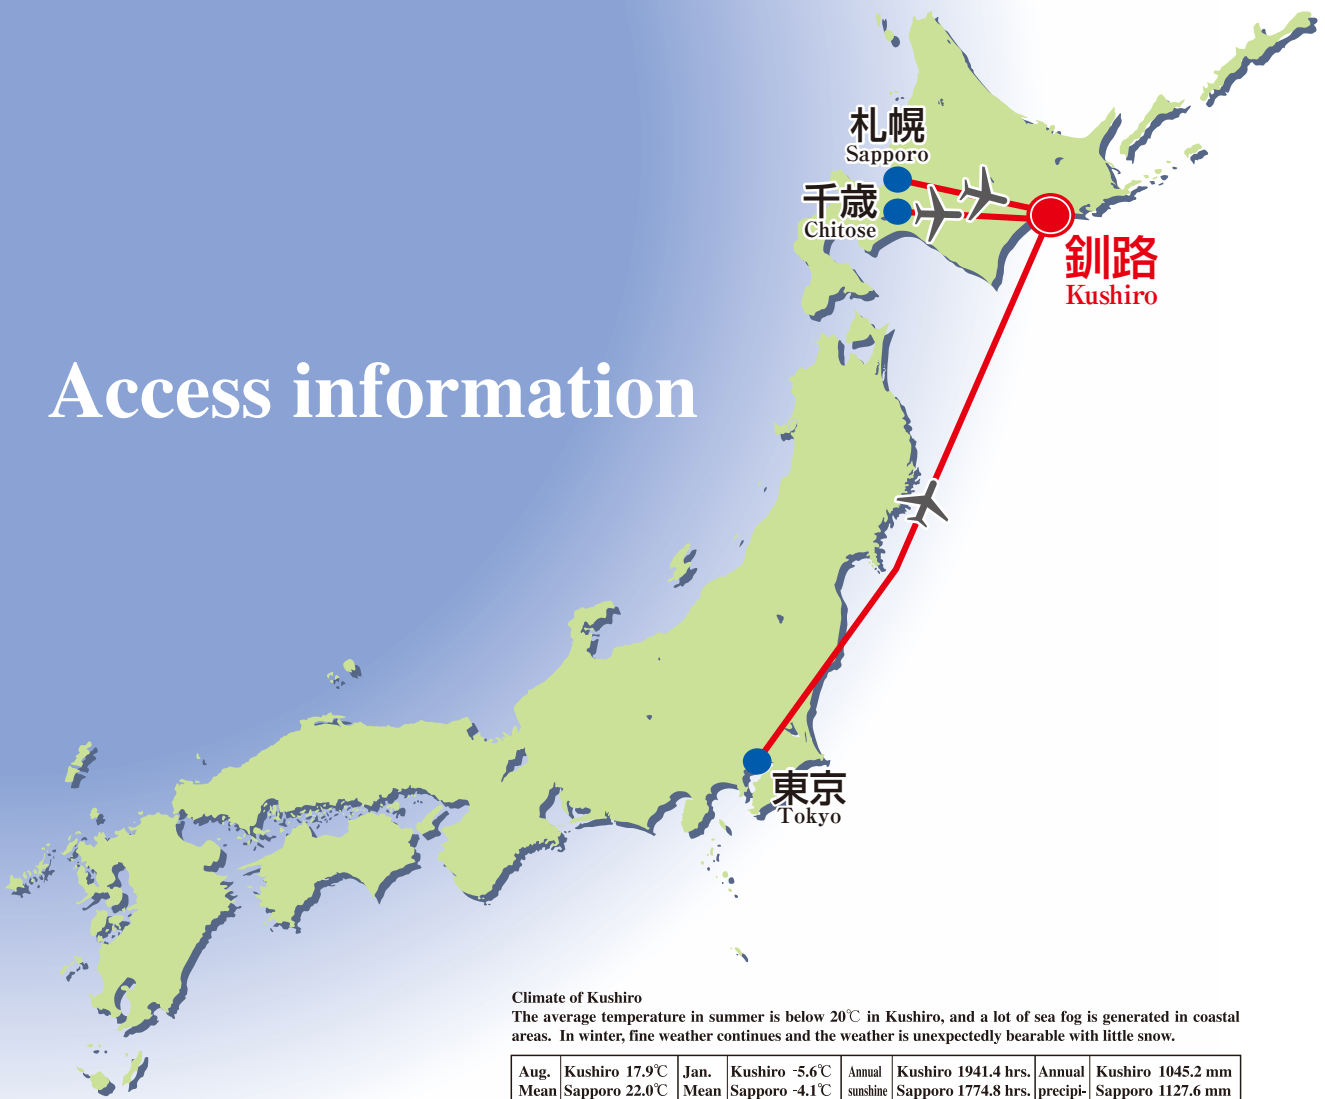 札幌
Sapporo
千歳
Chitose
釧路
Kushiro
Access information
東京
Tokyo
Climate of Kushiro
The average temperature in summer is below 20℃ in Kushiro, and a lot of sea fog is generated in coastal
areas. In winter, fine weather continues and the weather is unexpectedly bearable with little snow.
Aug. Kushiro 17.9℃ Jan. Kushiro -5.6℃ Annual Kushiro 1941.4 hrs. Annual Kushiro 1045.2 mm
Mean Sapporo 22.0℃ Mean Sapporo -4.1℃ sunshine Sapporo 1774.8 hrs. precipi- Sapporo 1127.6 mm